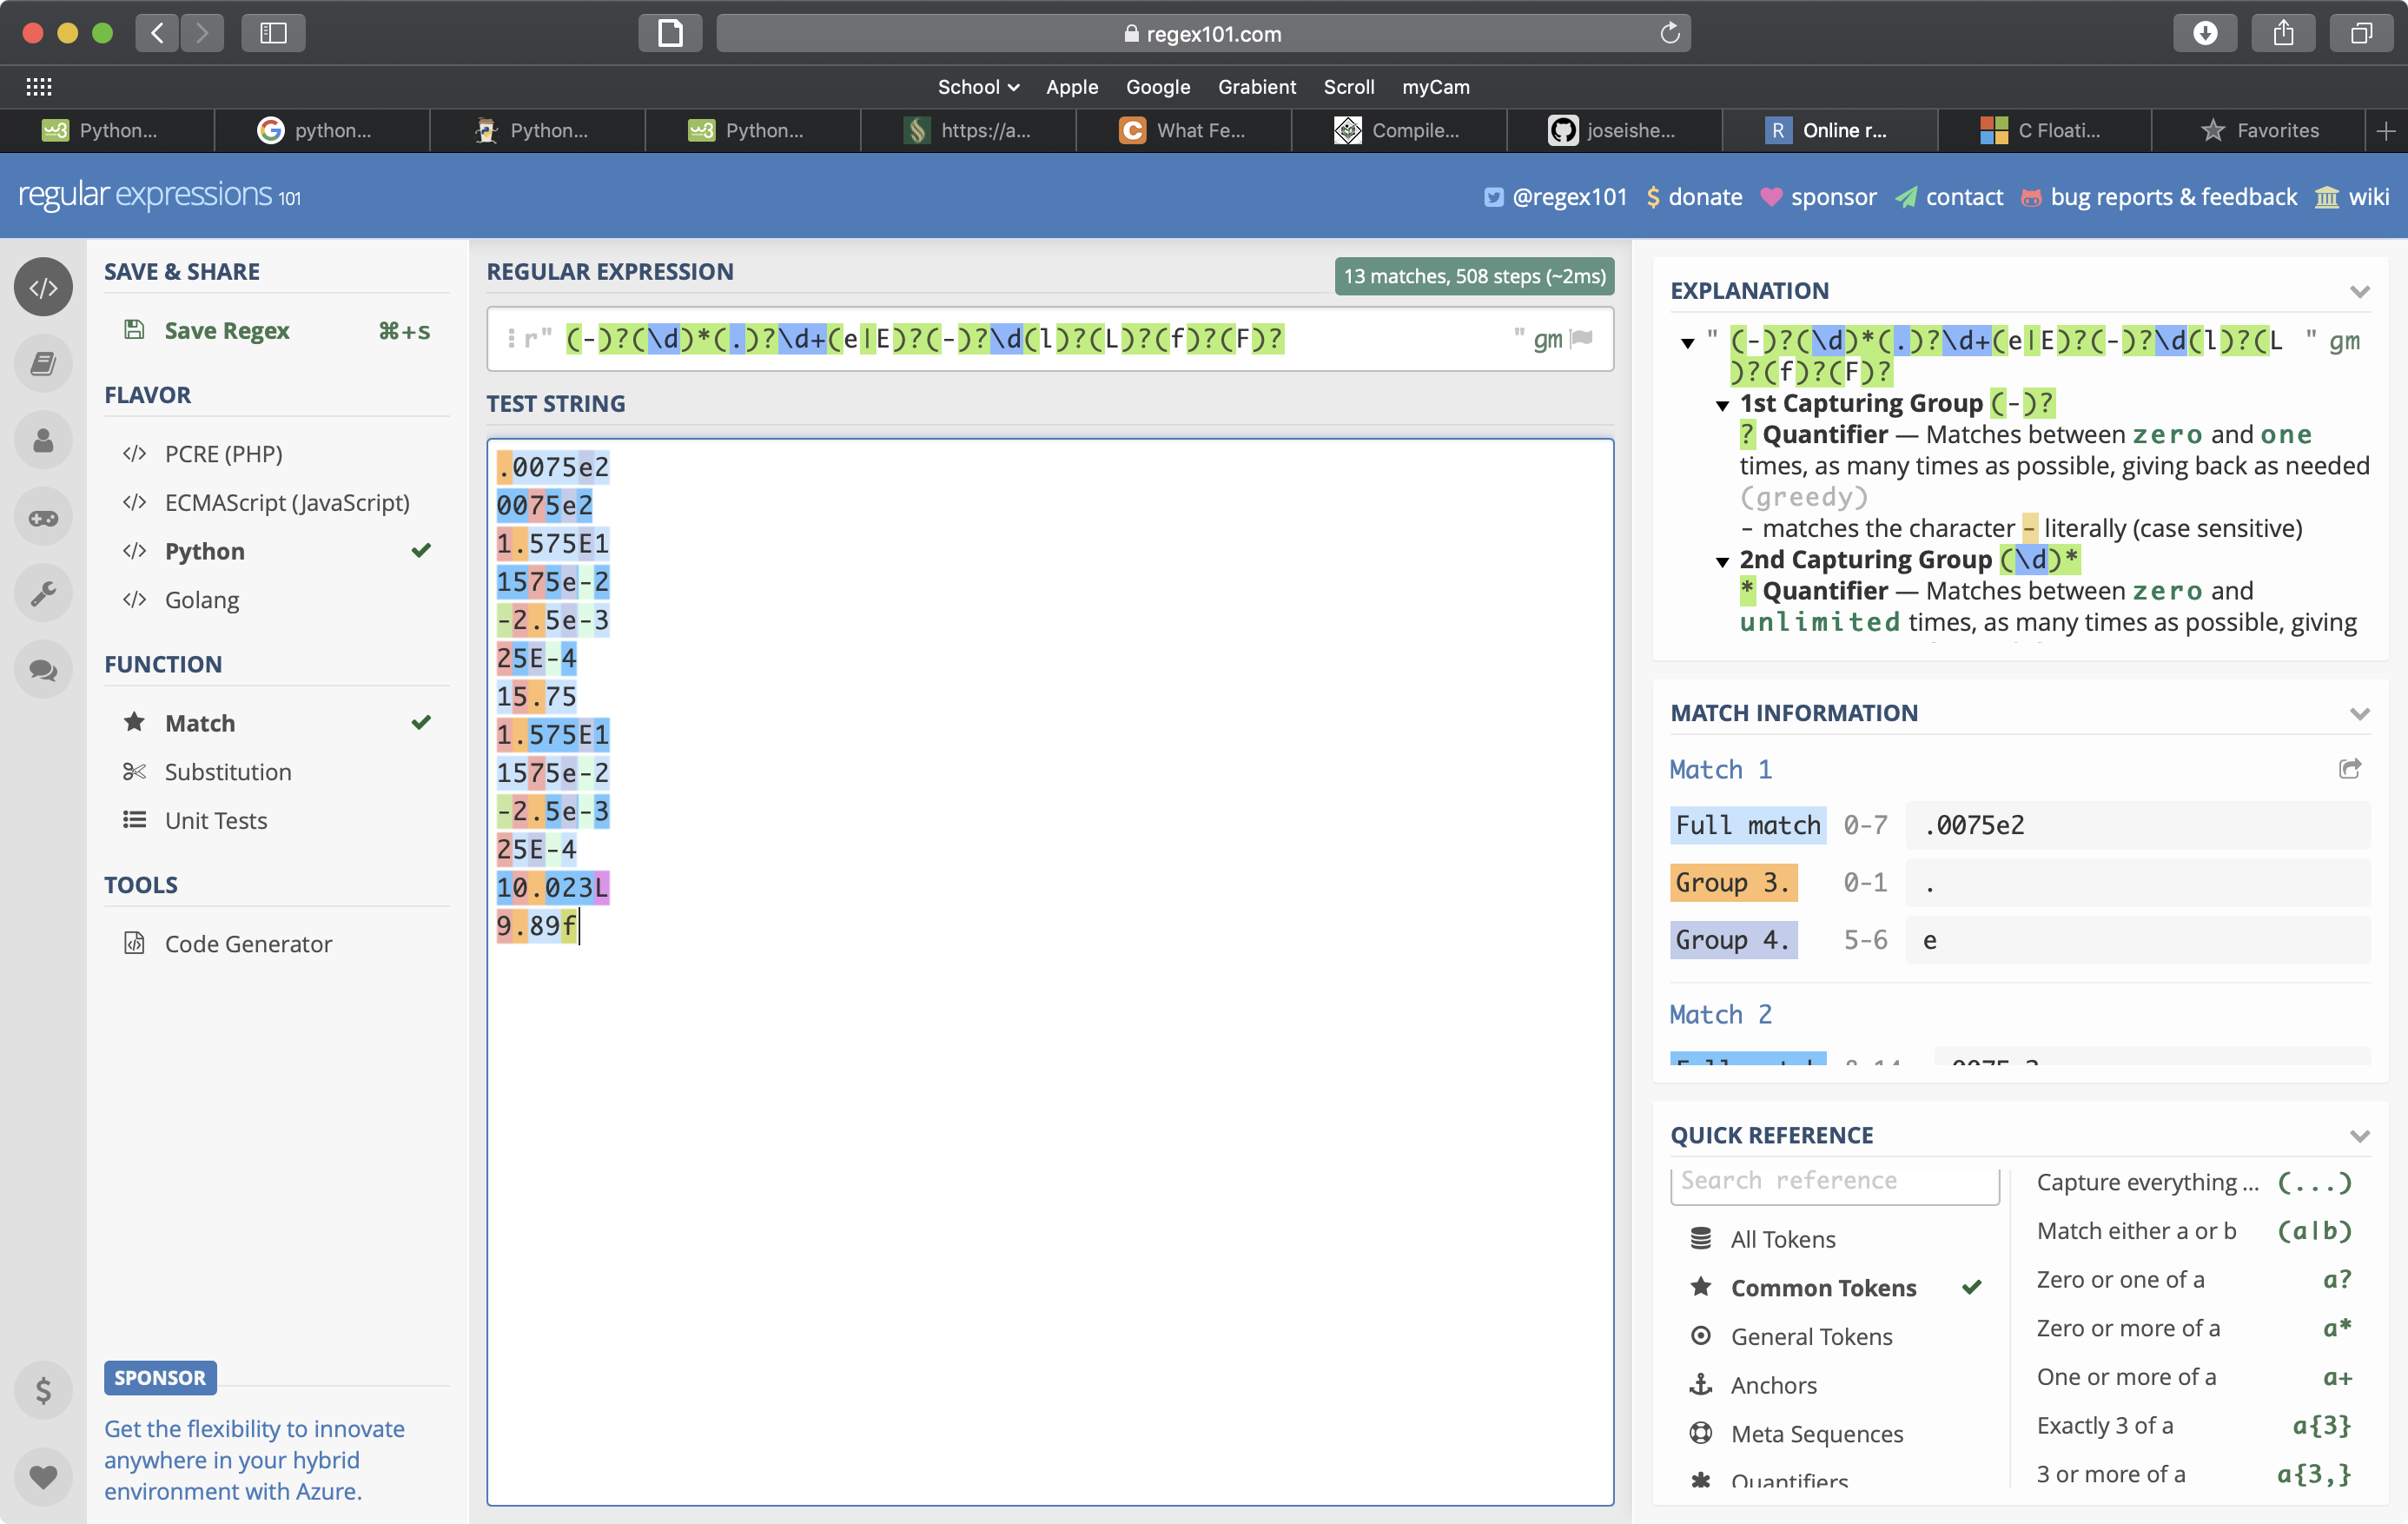 regex101.com
School Apple Google Grabient Scroll myCam
Python... python... Python... Python... https://a... What Fe... Compile... joseishe... Online r... C Floati... Favorites
regular expressions 101
@regex101 donate sponsor contact bug reports & feedback wiki
SAVE & SHARE
Save Regex ⌘+s
FLAVOR
PCRE (PHP)
ECMAScript (JavaScript)
Python
Golang
FUNCTION
Match
Substitution
Unit Tests
TOOLS
Code Generator
SPONSOR
Get the flexibility to innovate
anywhere in your hybrid
environment with Azure.
REGULAR EXPRESSION
13 matches, 508 steps (~2ms)
r" (-)?(\d)*(.)?\d+(e|E)?(-)?\d(l)?(L)?(f)?(F)? " gm
TEST STRING
.0075e2
0075e2
1.575E1
1575e-2
-2.5e-3
25E-4
15.75
1.575E1
1575e-2
-2.5e-3
25E-4
10.023L
9.89f
EXPLANATION
" (-)?(\d)*(.)?\d+(e|E)?(-)?\d(l)?(L " gm
)?(f)?(F)?
1st Capturing Group (-)?
? Quantifier — Matches between zero and one
times, as many times as possible, giving back as needed
(greedy)
- matches the character - literally (case sensitive)
2nd Capturing Group (\d)*
* Quantifier — Matches between zero and
unlimited times, as many times as possible, giving
MATCH INFORMATION
Match 1
Full match 0-7 .0075e2
Group 3. 0-1 .
Group 4. 5-6 e
Match 2
QUICK REFERENCE
Search reference
All Tokens
Common Tokens
General Tokens
Anchors
Meta Sequences
Quantifiers
Capture everything ... (...)
Match either a or b (a|b)
Zero or one of a a?
Zero or more of a a*
One or more of a a+
Exactly 3 of a a{3}
3 or more of a a{3,}